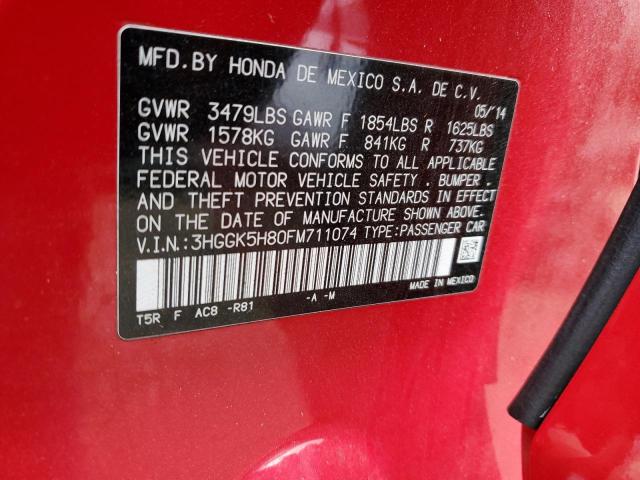 MFD.BY HONDA DE MEXICO S.A. DE C.V.
05/'14
GVWR 3479LBS GAWR F 1854LBS R 1625LBS
GVWR 1578KG GAWR F 841KG R 737KG
THIS VEHICLE CONFORMS TO ALL APPLICABLE
FEDERAL MOTOR VEHICLE SAFETY . BUMPER .
AND THEFT PREVENTION STANDARDS IN EFFECT
ON THE DATE OF MANUFACTURE SHOWN ABOVE.
V.I.N.:3HGGK5H80FM711074 TYPE:PASSENGER CAR
MADE IN MEXICO
T5R F AC8 -R81 -A -M